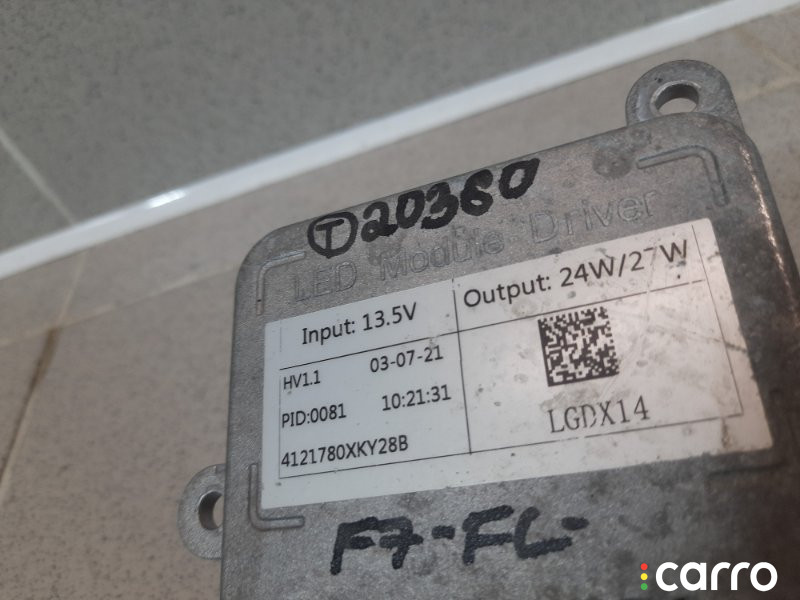 T 20360
LED Module Driver
Input: 13.5V
Output: 24W/27W
HV1.1 03-07-21
PID:0081 10:21:31
4121780XKY28B
LGDX14
F7-FL-
carro